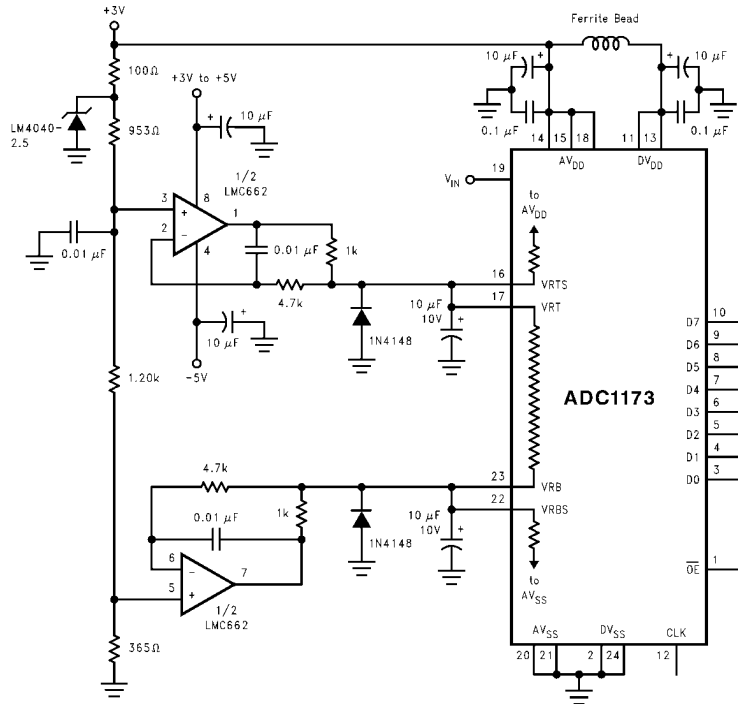 +3V
Ferrite Bead
100Ω
+3V to +5V
10 μF
10 μF
10 μF
LM4040-
2.5
953Ω
0.1 μF
0.1 μF
14 15 18
11 13
AVDD
DVDD
1/2
LMC662
VIN
19
3
+
8
1
2
-
4
to
AVDD
0.01 μF
0.01 μF
1k
4.7k
16
VRTS
17
VRT
10 μF
10V
+
1N4148
10 μF
+
-5V
1.20k
ADC1173
D7 10
D6 9
D5 8
D4 7
D3 6
D2 5
D1 4
D0 3
4.7k
23
VRB
22
VRBS
1k
0.01 μF
10 μF
10V
+
1N4148
6
-
7
5
+
1/2
LMC662
to
AVSS
OE 1
365Ω
AVSS
DVSS
CLK
20 21
2 24
12